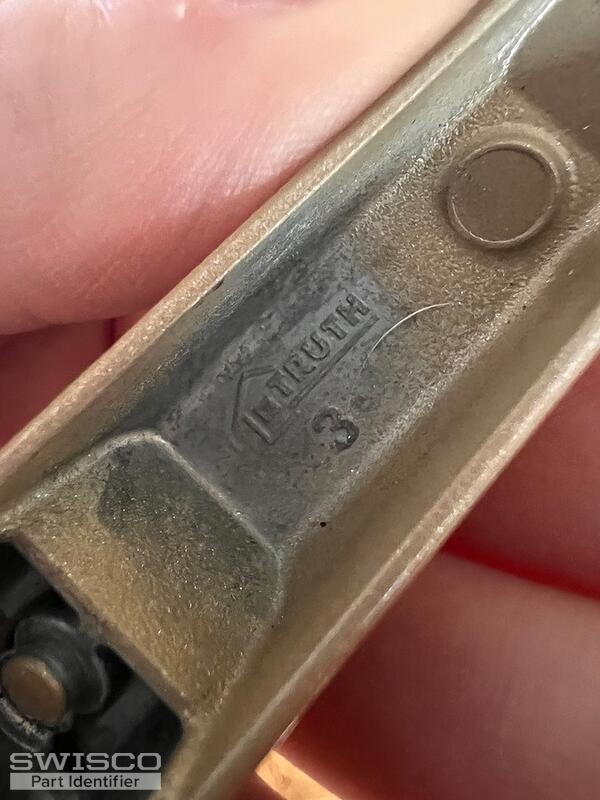 TRUTH
3
SWISCO
Part Identifier